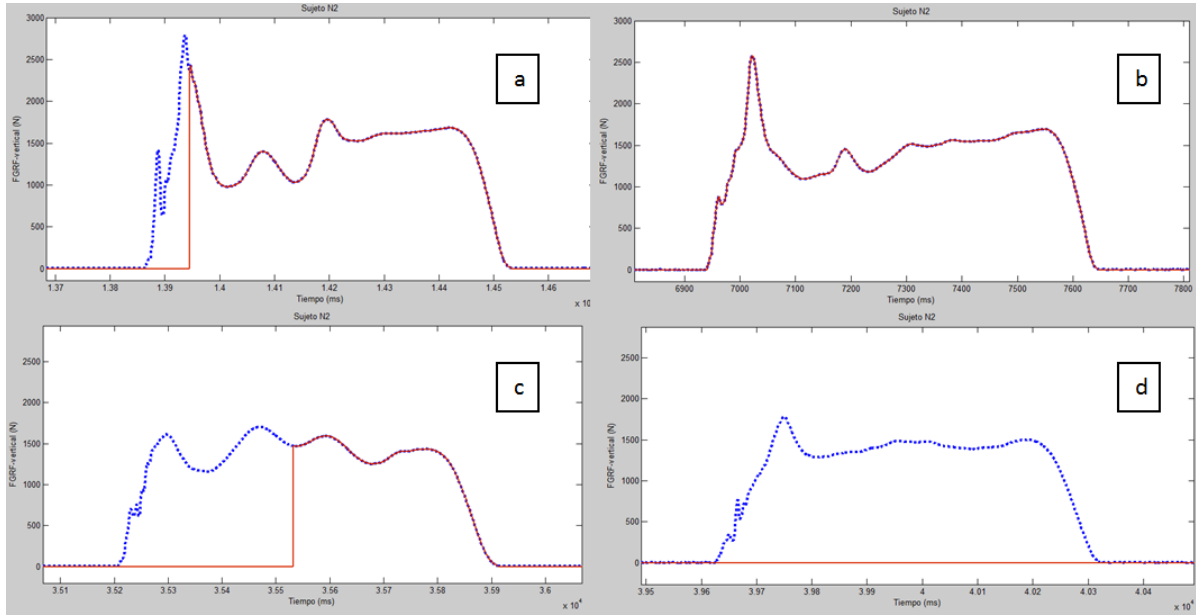 Sujeto N2
FGRF-vertical (N)
3000
2500
2000
1500
1000
500
0
a
1.37 1.38 1.39 1.4 1.41 1.42 1.43 1.44 1.45 1.46
Tiempo (ms)
x 10
Sujeto N2
FGRF-vertical (N)
3000
2500
2000
1500
1000
500
0
b
6900 7000 7100 7200 7300 7400 7500 7600 7700 7800
Tiempo (ms)
Sujeto N2
FGRF-vertical (N)
2500
2000
1500
1000
500
0
c
3.51 3.52 3.53 3.54 3.55 3.56 3.57 3.58 3.59 3.6
Tiempo (ms)
x 10⁴
Sujeto N2
FGRF-vertical (N)
2500
2000
1500
1000
500
0
d
3.95 3.96 3.97 3.98 3.99 4 4.01 4.02 4.03 4.04
Tiempo (ms)
x 10⁴